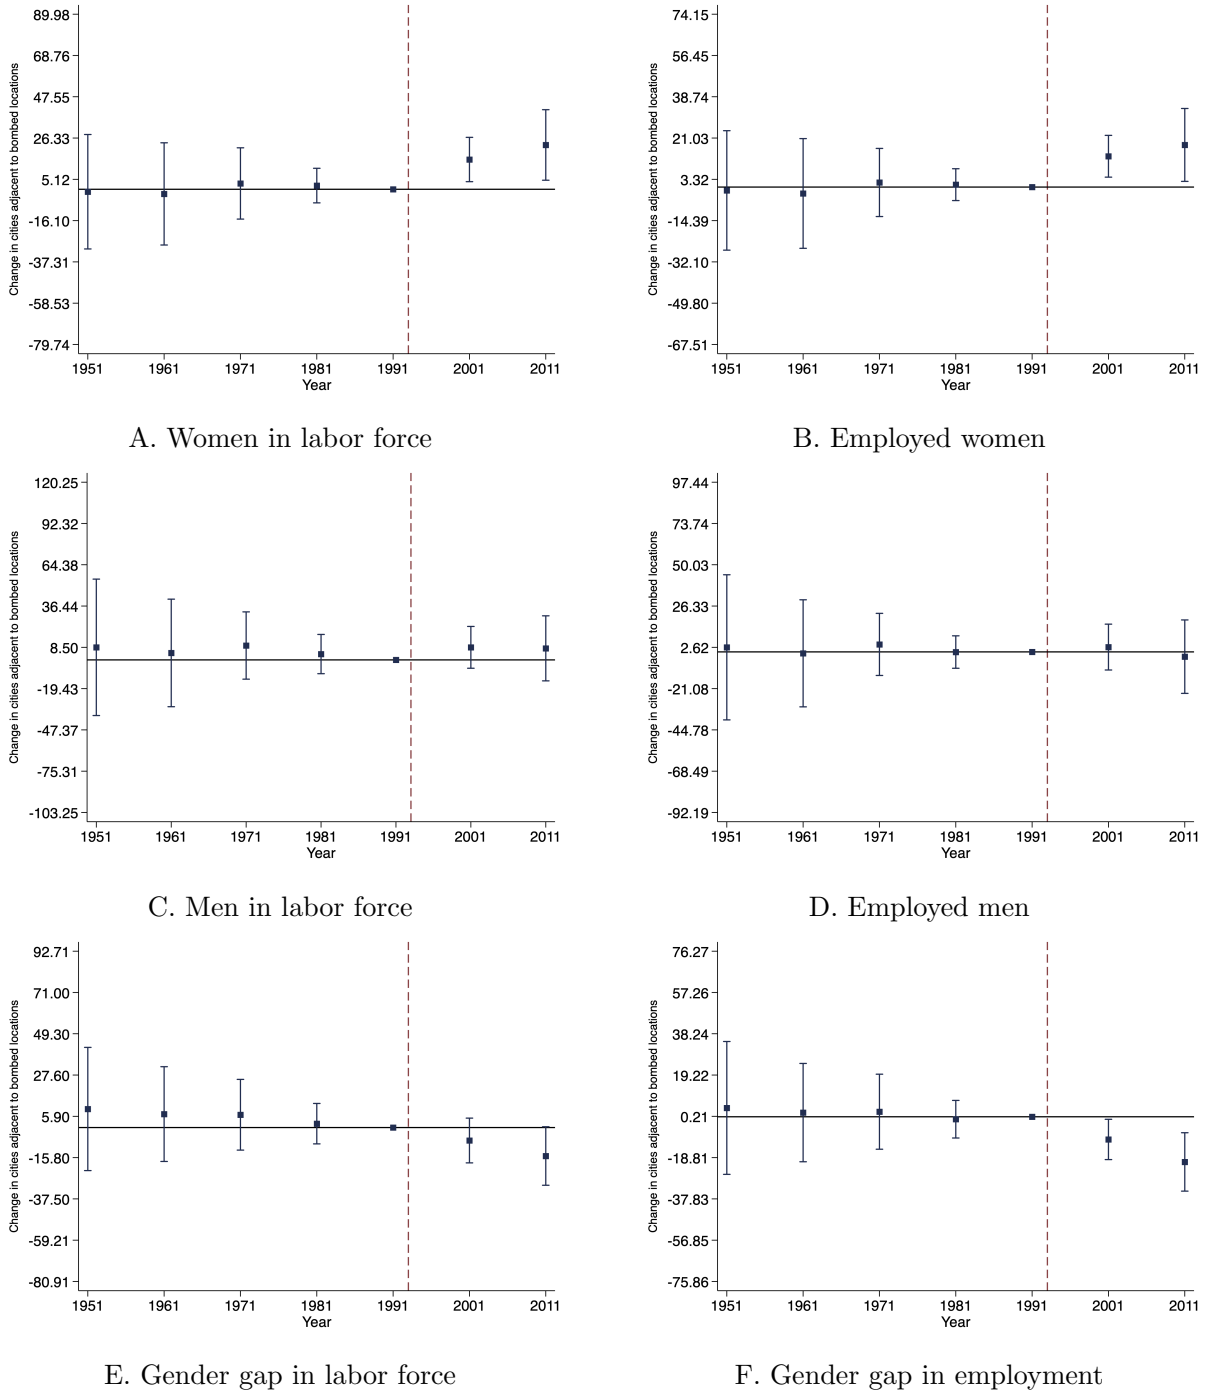 89.98
68.76
47.55
26.33
5.12
-16.10
-37.31
-58.53
-79.74
Change in cities adjacent to bombed locations
1951 1961 1971 1981 1991 2001 2011
Year
A. Women in labor force
74.15
56.45
38.74
21.03
3.32
-14.39
-32.10
-49.80
-67.51
Change in cities adjacent to bombed locations
1951 1961 1971 1981 1991 2001 2011
Year
B. Employed women
120.25
92.32
64.38
36.44
8.50
-19.43
-47.37
-75.31
-103.25
Change in cities adjacent to bombed locations
1951 1961 1971 1981 1991 2001 2011
Year
C. Men in labor force
97.44
73.74
50.03
26.33
2.62
-21.08
-44.78
-68.49
-92.19
Change in cities adjacent to bombed locations
1951 1961 1971 1981 1991 2001 2011
Year
D. Employed men
92.71
71.00
49.30
27.60
5.90
-15.80
-37.50
-59.21
-80.91
Change in cities adjacent to bombed locations
1951 1961 1971 1981 1991 2001 2011
Year
E. Gender gap in labor force
76.27
57.26
38.24
19.22
0.21
-18.81
-37.83
-56.85
-75.86
Change in cities adjacent to bombed locations
1951 1961 1971 1981 1991 2001 2011
Year
F. Gender gap in employment